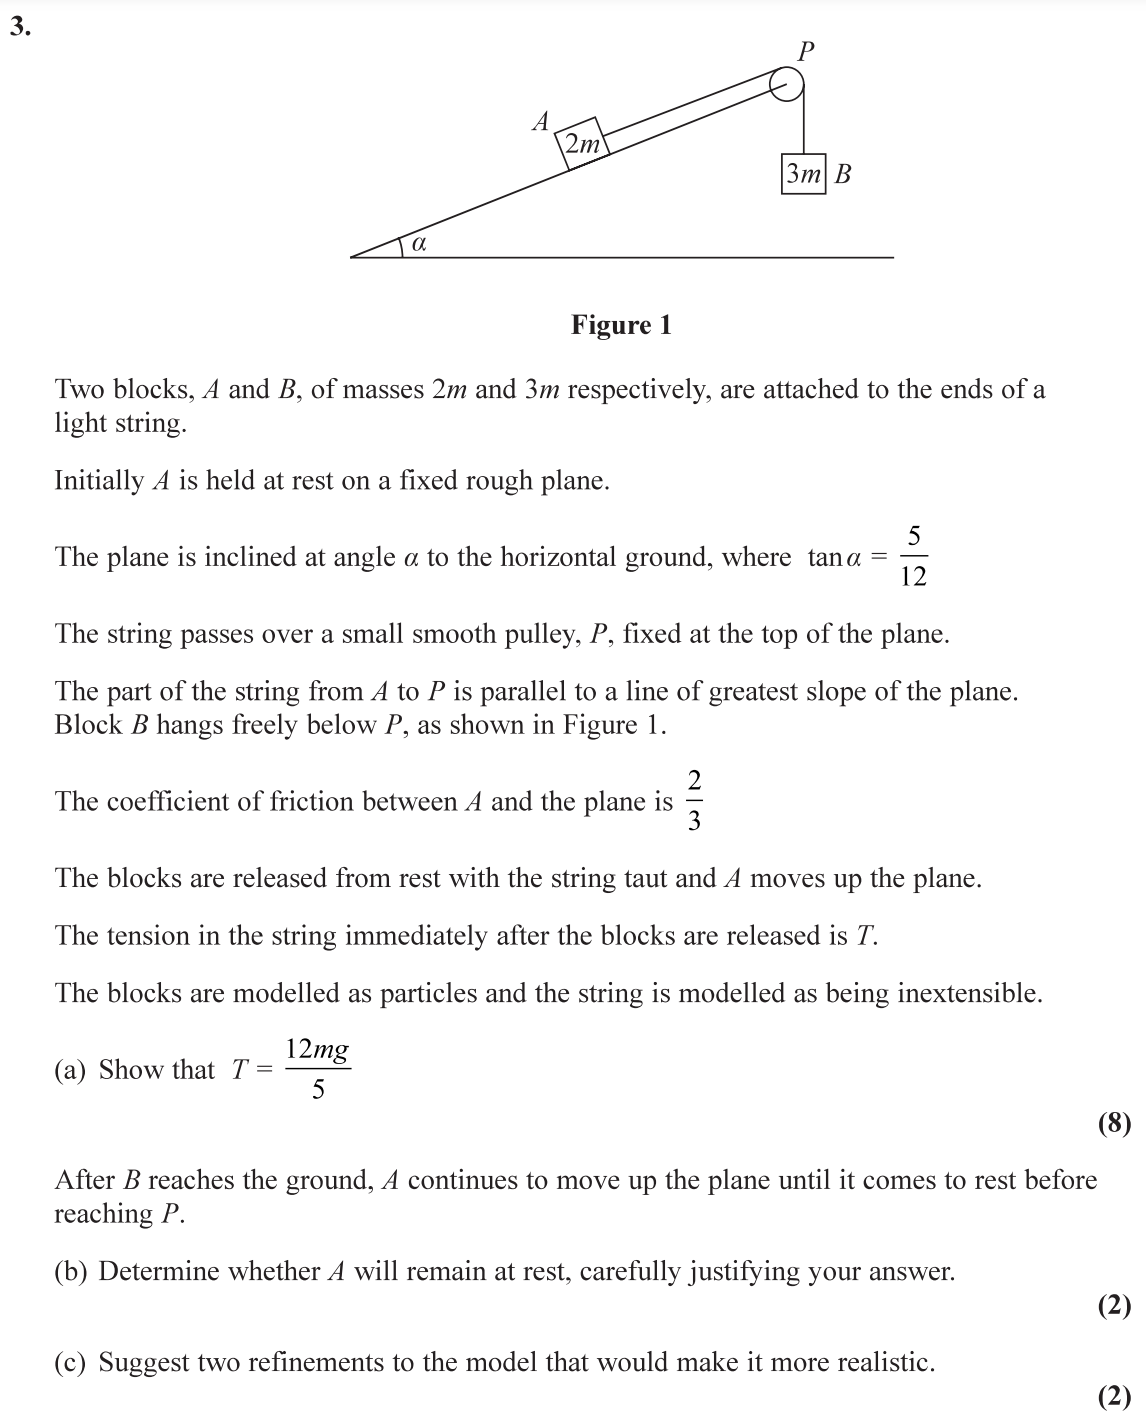 3.
P
A
2m
3m B
α
Figure 1
Two blocks, A and B, of masses 2m and 3m respectively, are attached to the ends of a
light string.
Initially A is held at rest on a fixed rough plane.
The plane is inclined at angle α to the horizontal ground, where tan α = 5/12
The string passes over a small smooth pulley, P, fixed at the top of the plane.
The part of the string from A to P is parallel to a line of greatest slope of the plane.
Block B hangs freely below P, as shown in Figure 1.
The coefficient of friction between A and the plane is 2/3
The blocks are released from rest with the string taut and A moves up the plane.
The tension in the string immediately after the blocks are released is T.
The blocks are modelled as particles and the string is modelled as being inextensible.
(a) Show that T = 12mg/5
(8)
After B reaches the ground, A continues to move up the plane until it comes to rest before
reaching P.
(b) Determine whether A will remain at rest, carefully justifying your answer.
(2)
(c) Suggest two refinements to the model that would make it more realistic.
(2)